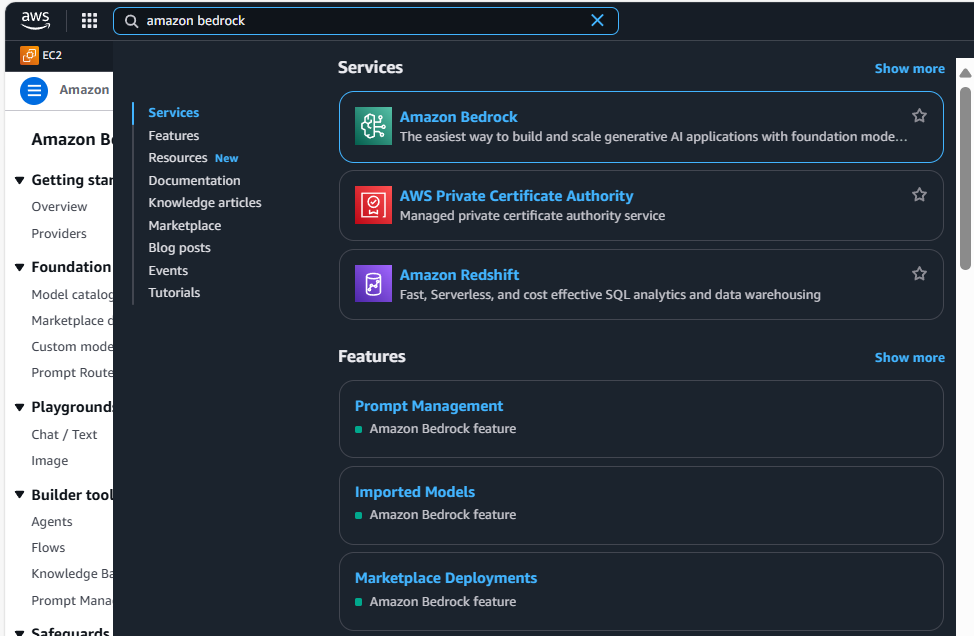 aws
amazon bedrock
EC2
Amazon
Amazon Be
Getting star
Overview
Providers
Foundation
Model catalog
Marketplace d
Custom mode
Prompt Route
Playgrounds
Chat / Text
Image
Builder tool
Agents
Flows
Knowledge Ba
Prompt Mana
Safeguards
Services
Features
Resources New
Documentation
Knowledge articles
Marketplace
Blog posts
Events
Tutorials
Services
Show more
Amazon Bedrock
The easiest way to build and scale generative AI applications with foundation mode…
AWS Private Certificate Authority
Managed private certificate authority service
Amazon Redshift
Fast, Serverless, and cost effective SQL analytics and data warehousing
Features
Show more
Prompt Management
Amazon Bedrock feature
Imported Models
Amazon Bedrock feature
Marketplace Deployments
Amazon Bedrock feature